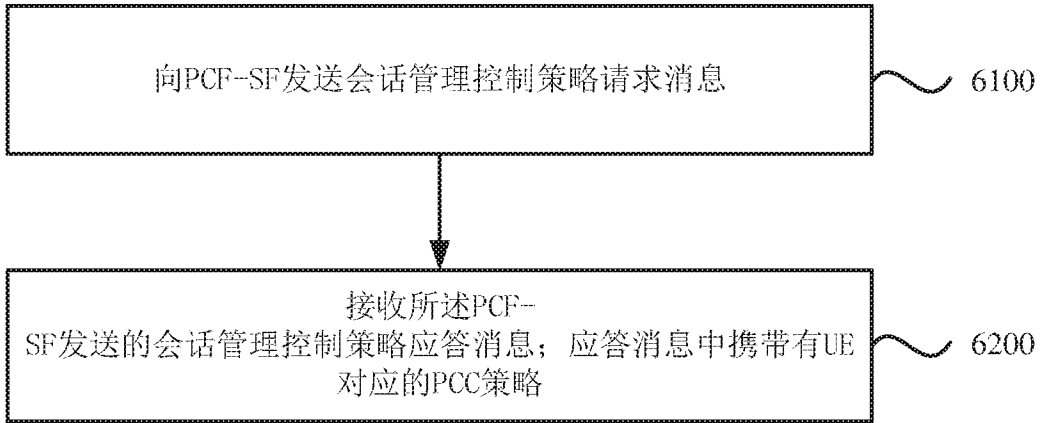 向PCF-SF发送会话管理控制策略请求消息
6100
接收所述PCF-
SF发送的会话管理控制策略应答消息；应答消息中携带有UE
对应的PCC策略
6200